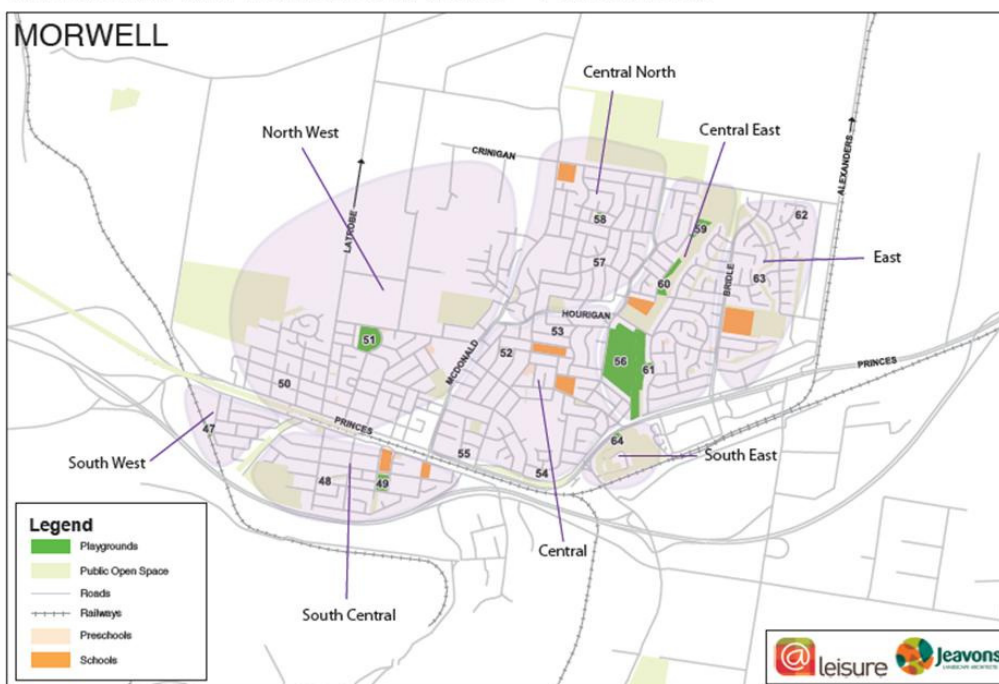 MORWELL
Central North
Central East
North West
CRINIGAN
ALEXANDERS
LATROBE
58
59
62
57
East
60
BRIDLE
63
HOURIGAN
53
51
52
MCDONALD
56
61
PRINCES
50
PRINCES
47
64
South West
55
South East
48
49
54
Central
South Central
Legend
Playgrounds
Public Open Space
Roads
Railways
Preschools
Schools
@leisure
Jeavons
LANDSCAPE ARCHITECTS